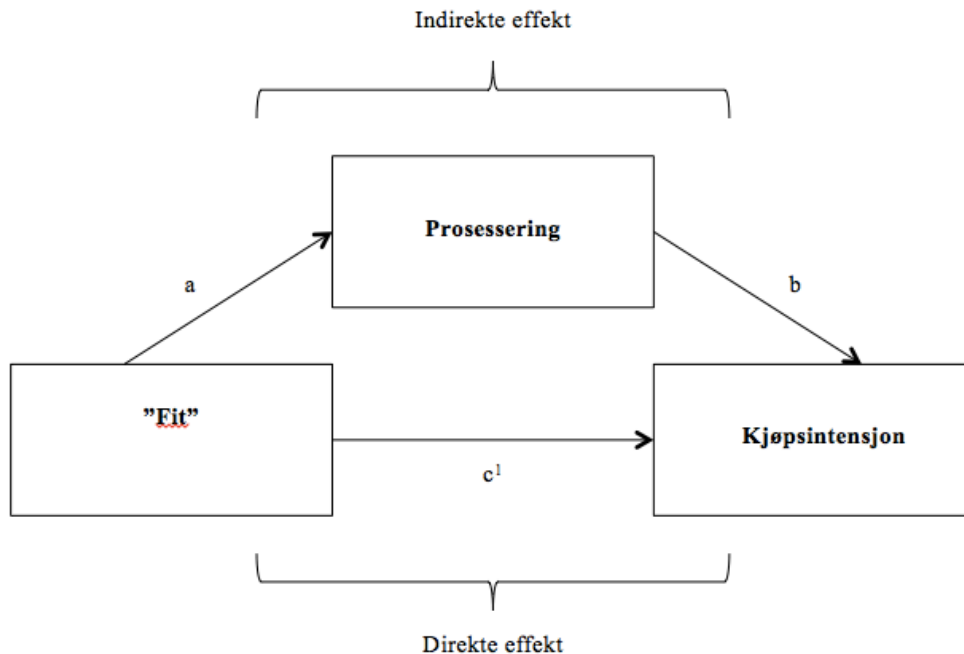 Indirekte effekt
Prosessering
a
b
”Fit”
Kjøpsintensjon
c¹
Direkte effekt